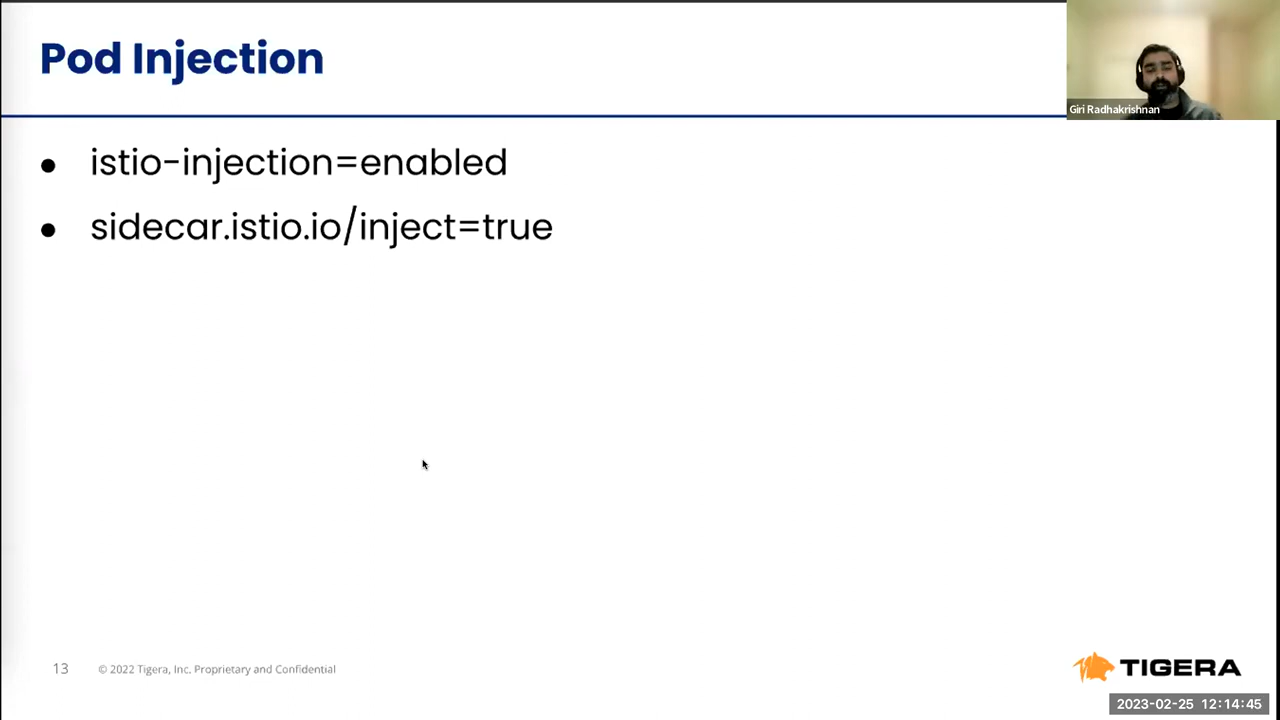 Pod Injection
Giri Radhakrishnan
● istio-injection=enabled
● sidecar.istio.io/inject=true
13 © 2022 Tigera, Inc. Proprietary and Confidential
TIGERA
2023-02-25 12:14:45